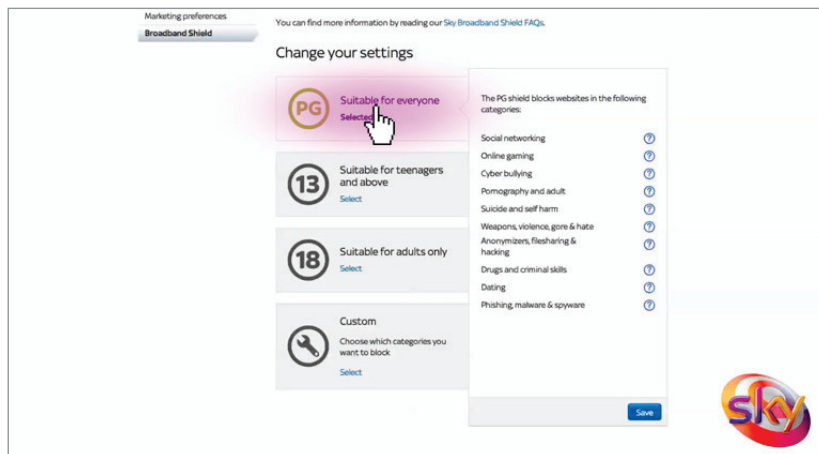 Marketing preferences
Broadband Shield
You can find more information by reading our Sky Broadband Shield FAQs.
Change your settings
PG
Suitable for everyone
Selected
13
Suitable for teenagers
and above
Select
18
Suitable for adults only
Select
Custom
Choose which categories you
want to block
Select
The PG shield blocks websites in the following
categories:
Social networking ?
Online gaming ?
Cyber bullying ?
Pornography and adult ?
Suicide and self harm ?
Weapons, violence, gore & hate ?
Anonymizers, filesharing &
hacking ?
Drugs and criminal skills ?
Dating ?
Phishing, malware & spyware ?
Save
sky